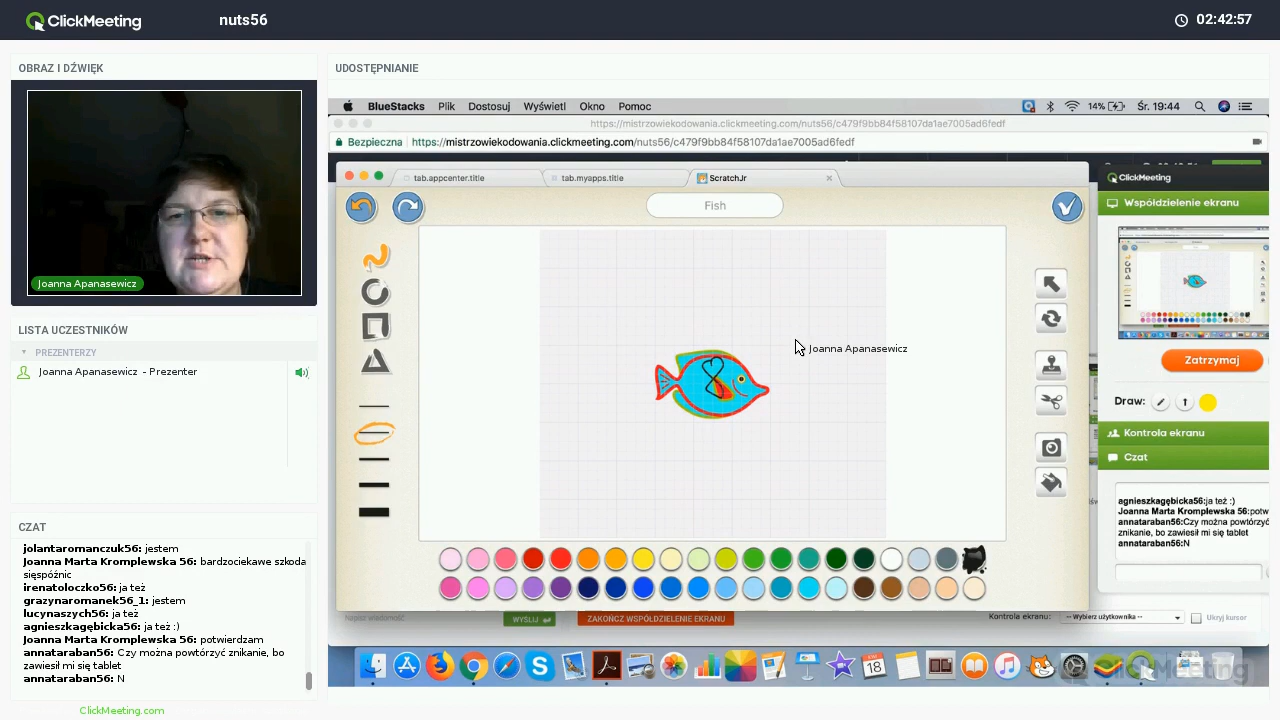 ClickMeeting
nuts56
02:42:57
OBRAZ I DŹWIĘK
Joanna Apanasewicz
LISTA UCZESTNIKÓW
PREZENTERZY
Joanna Apanasewicz - Prezenter
CZAT
jolantaromanczuk56: jestem
Joanna Marta Kromplewska 56: bardzociekawe szkoda
sięspóźnic
irenatoloczko56: ja też
grazynaromanek56_1: jestem
lucynaszych56: ja też
agnieszkagębicka56: ja też :)
Joanna Marta Kromplewska 56: potwierdzam
annataraban56: Czy można powtórzyć znikanie, bo
zawiesił mi się tablet
annataraban56: N
ClickMeeting.com
UDOSTĘPNIANIE
BlueStacks Plik Dostosuj Wyświetl Okno Pomoc
14% Śr. 19:44
https://mistrzowiekodowania.clickmeeting.com/nuts56/c479f9bb84f58107da1ae7005ad6fedf
Bezpieczna https://mistrzowiekodowania.clickmeeting.com/nuts56/c479f9bb84f58107da1ae7005ad6fedf
tab.appcenter.title
tab.myapps.title
ScratchJr
Fish
Joanna Apanasewicz
ClickMeeting
Współdzielenie ekranu
Zatrzymaj
Draw:
Kontrola ekranu
Czat
agnieszkagębicka56:ja też :)
Joanna Marta Kromplewska 56:potw
annataraban56:Czy można powtórzyć
znikanie, bo zawiesił mi się tablet
annataraban56:N
Napisz wiadomość
WYŚLIJ
ZAKOŃCZ WSPÓŁDZIELENIE EKRANU
Kontrola ekranu:
-- Wybierz użytkownika --
Ukryj kursor
KWI
18
ClickMeeting